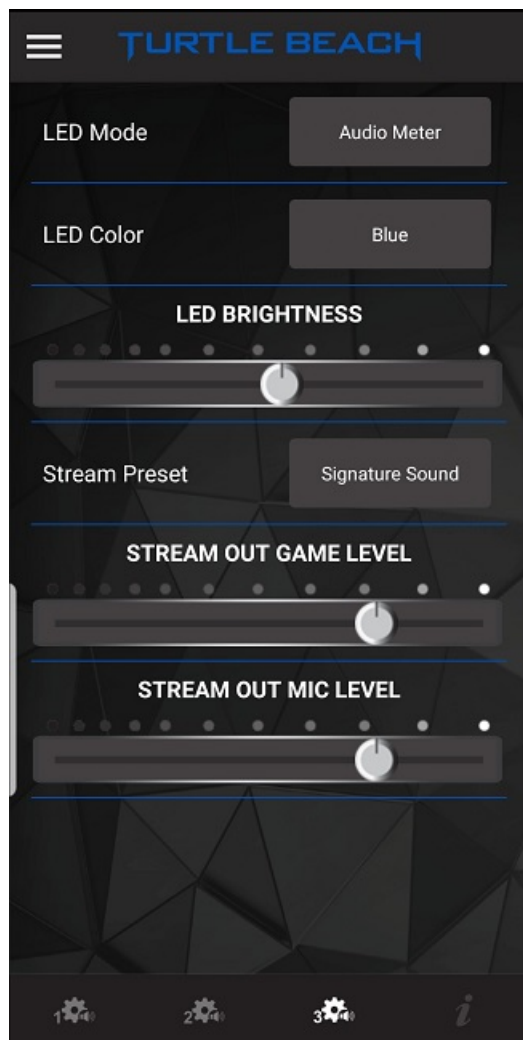 TURTLE BEACH
LED Mode
Audio Meter
LED Color
Blue
LED BRIGHTNESS
Stream Preset
Signature Sound
STREAM OUT GAME LEVEL
STREAM OUT MIC LEVEL
1 2 3 i